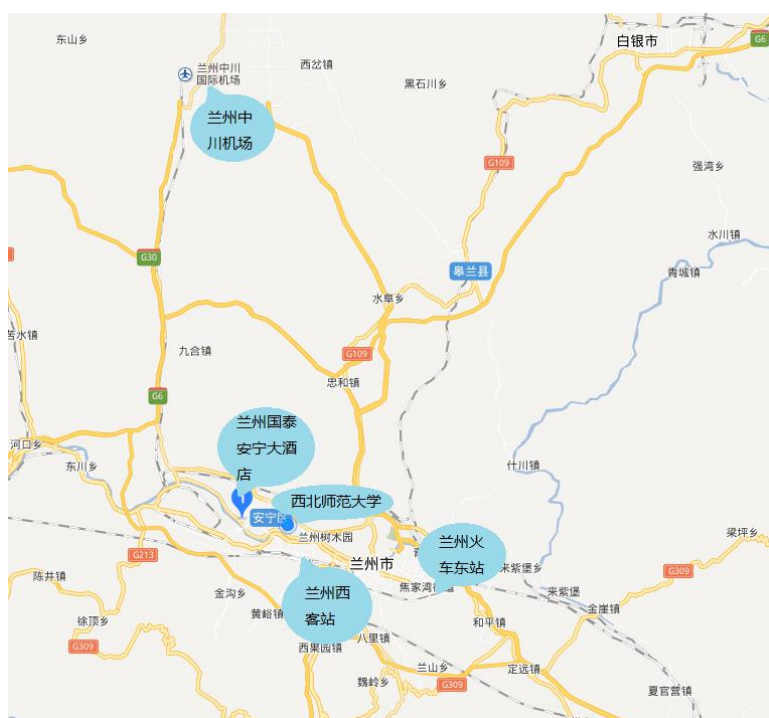 东山乡
兰州中川
国际机场
西岔镇
黑石川乡
白银市
G6
兰州中
川机场
G109
强湾乡
水川镇
G30
皋兰县
青城镇
水阜乡
苦水镇
九合镇
G109
忠和镇
G6
兰州国泰
安宁大酒
店
河口乡
东川乡
什川镇
西北师范大学
安宁区
兰州树木园
兰州火
车东站
梁坪乡
G213
兰州市
来紫堡乡
G309
陈井镇
焦家湾街道
来紫堡
金沟乡
兰州西
客站
金崖镇
徐顶乡
黄峪镇
和平镇
G309
八里镇
西果园镇
兰山乡
定远镇
魏岭乡
G309
夏官营镇